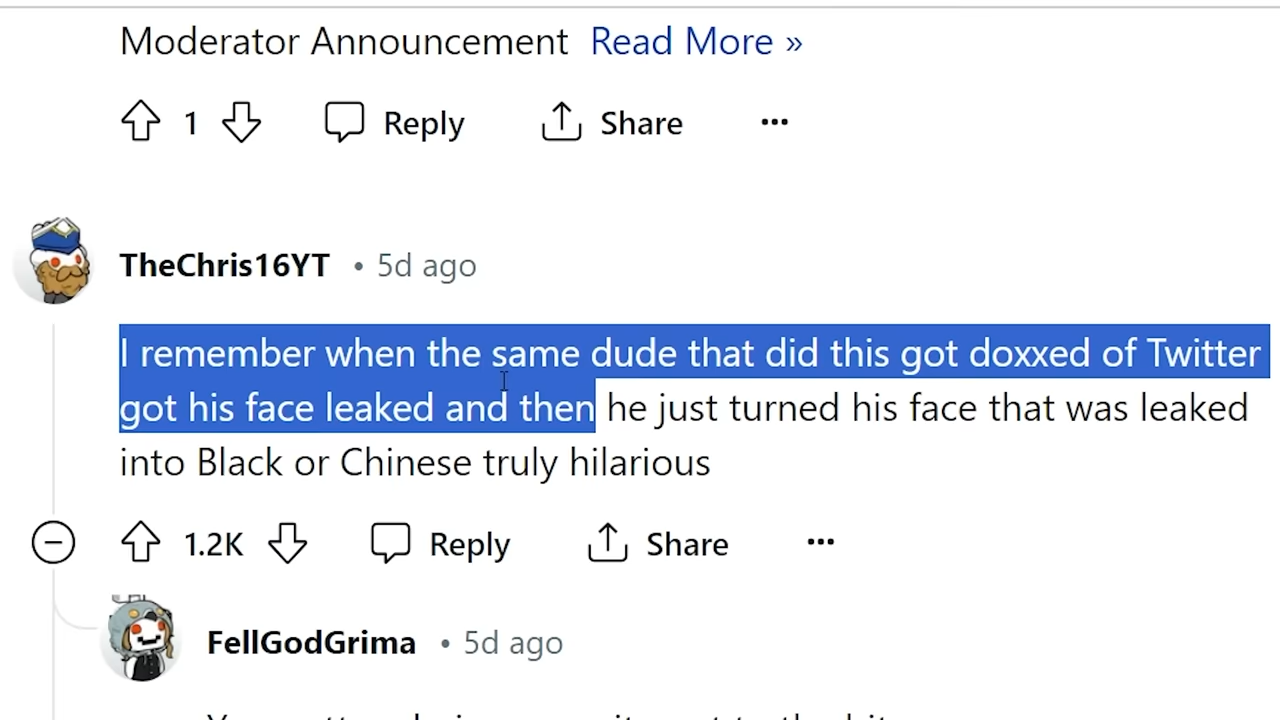 Moderator Announcement Read More »
1 Reply Share ...
TheChris16YT • 5d ago
I remember when the same dude that did this got doxxed of Twitter
got his face leaked and then he just turned his face that was leaked
into Black or Chinese truly hilarious
1.2K Reply Share ...
FellGodGrima • 5d ago